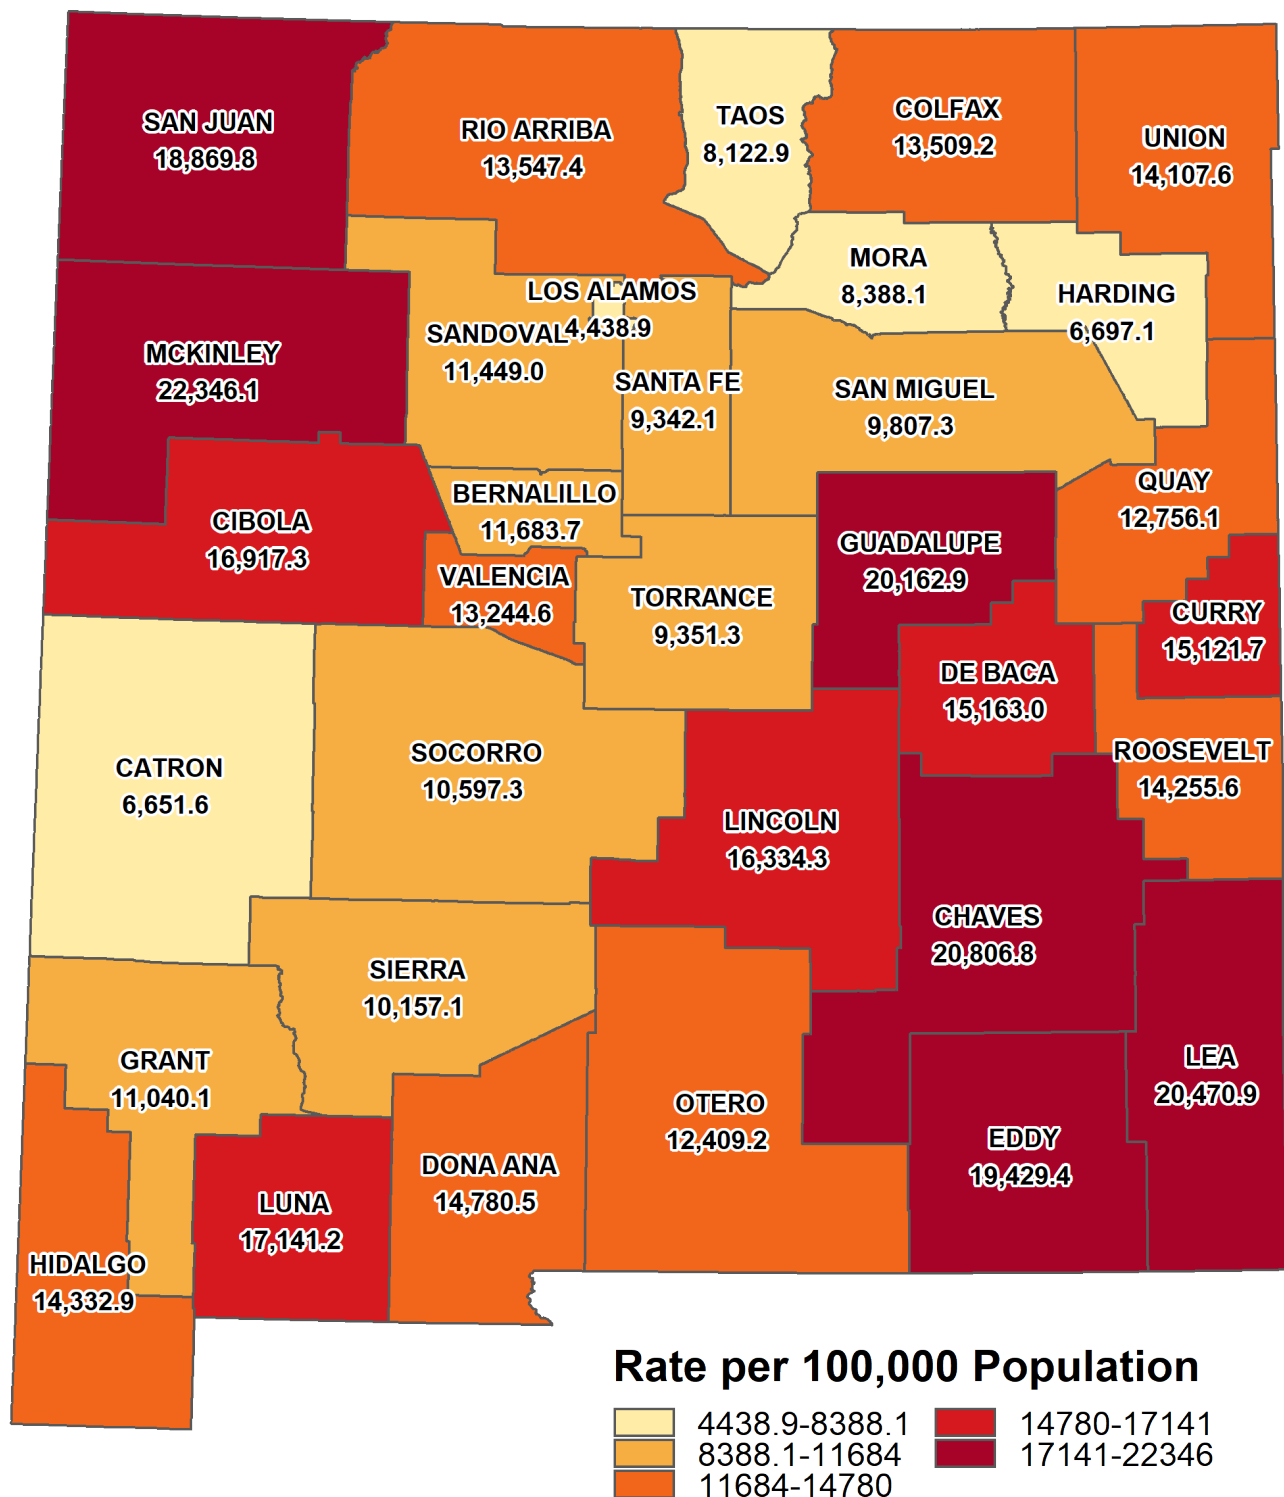 SAN JUAN
18,869.8
RIO ARRIBA
13,547.4
TAOS
8,122.9
COLFAX
13,509.2
UNION
14,107.6
MORA
8,388.1
HARDING
6,697.1
LOS ALAMOS
4,438.9
SANDOVAL
11,449.0
MCKINLEY
22,346.1
SANTA FE
9,342.1
SAN MIGUEL
9,807.3
QUAY
12,756.1
BERNALILLO
11,683.7
CIBOLA
16,917.3
GUADALUPE
20,162.9
VALENCIA
13,244.6
TORRANCE
9,351.3
CURRY
15,121.7
DE BACA
15,163.0
CATRON
6,651.6
SOCORRO
10,597.3
ROOSEVELT
14,255.6
LINCOLN
16,334.3
CHAVES
20,806.8
SIERRA
10,157.1
GRANT
11,040.1
LEA
20,470.9
OTERO
12,409.2
EDDY
19,429.4
DONA ANA
14,780.5
LUNA
17,141.2
HIDALGO
14,332.9
Rate per 100,000 Population
4438.9-8388.1
8388.1-11684
11684-14780
14780-17141
17141-22346